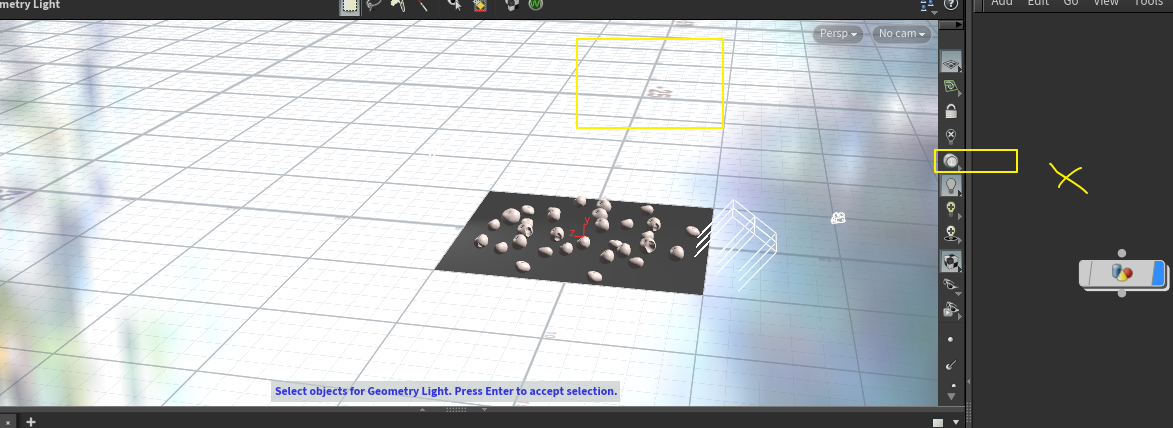 metry Light
Add Edit Go View Tools
Persp
No cam
y
z
Select objects for Geometry Light. Press Enter to accept selection.